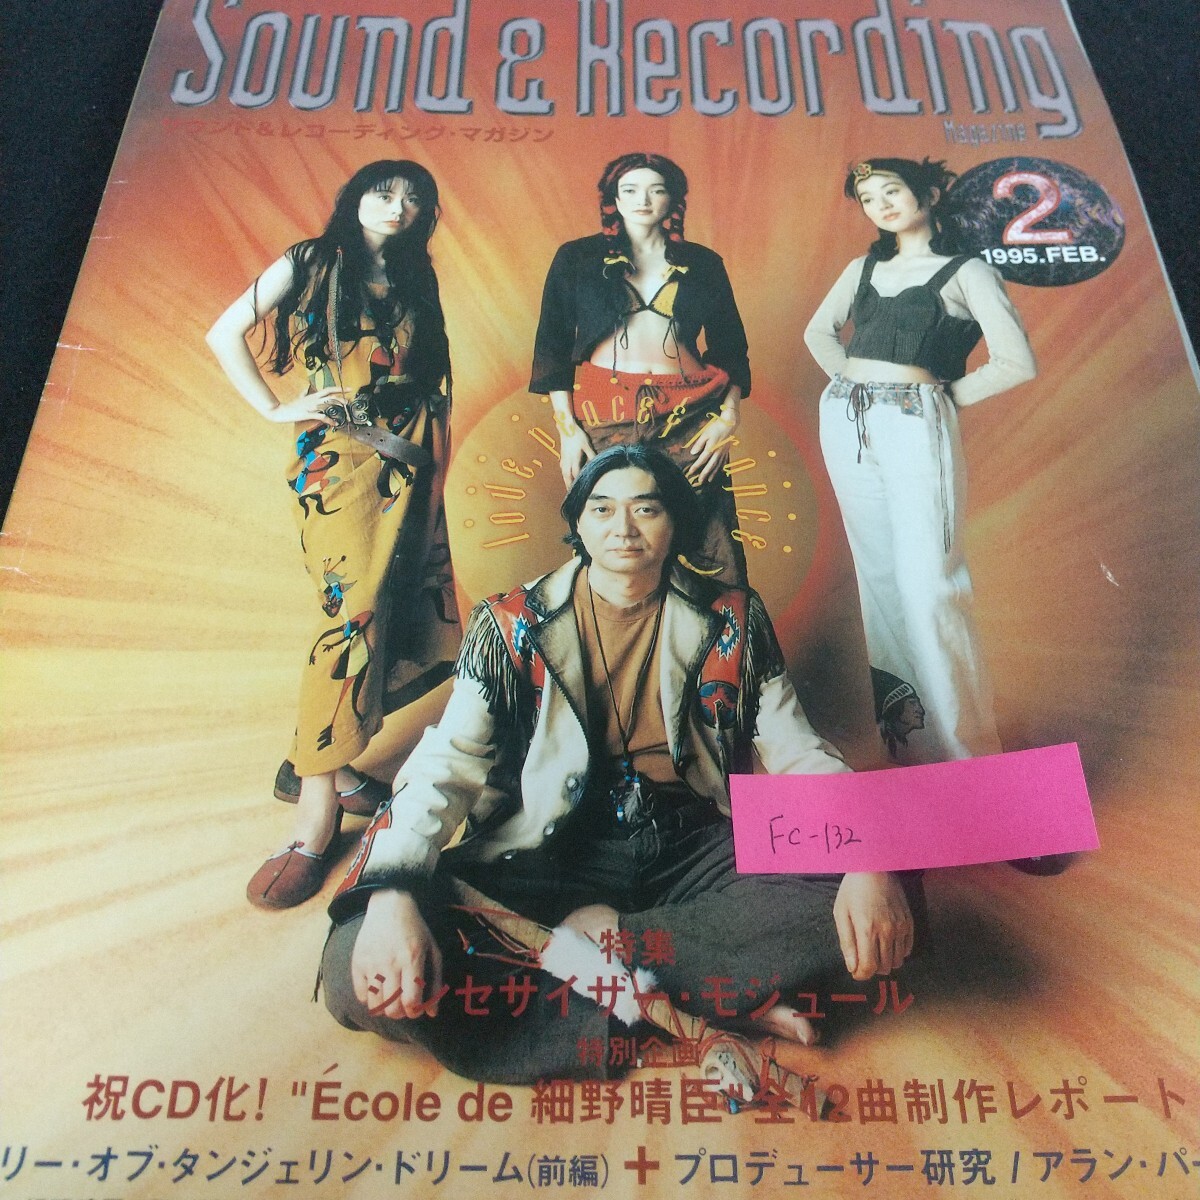 Sound & Recording
Magazine
サウンド&レコーディング・マガジン
2
1995.FEB.
love, peace & trance
FC-132
特集
シンセサイザー・モジュール
特別企画
祝CD化! "École de 細野晴臣" 全12曲制作レポート
リー・オブ・タンジェリン・ドリーム(前編) + プロデューサー研究 / アラン・パー